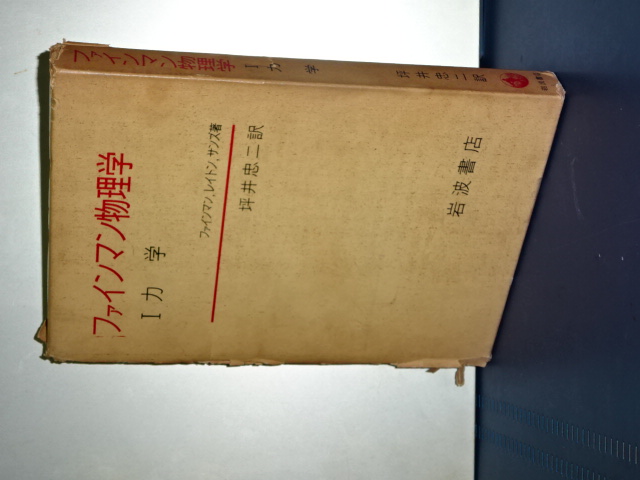 ファインマン物理学
I 力 学
ファインマン, レイトン, サンズ著
坪井忠二訳
岩波書店
ファインマン物理学 I 力 学 坪井忠二訳